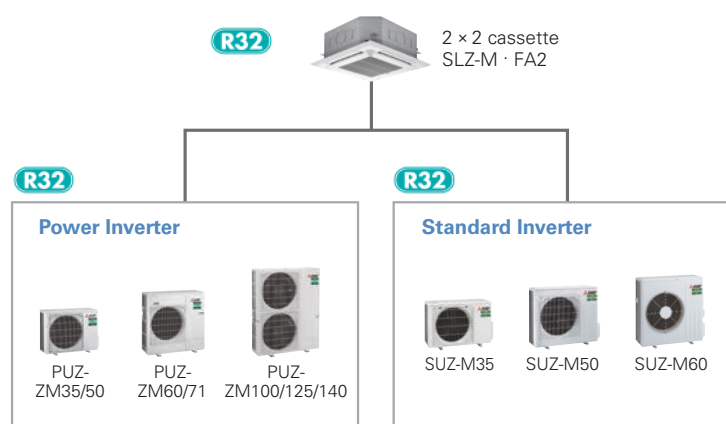 R32
2 × 2 cassette
SLZ-M · FA2
R32
Power Inverter
PUZ-
ZM35/50
PUZ-
ZM60/71
PUZ-
ZM100/125/140
R32
Standard Inverter
SUZ-M35
SUZ-M50
SUZ-M60